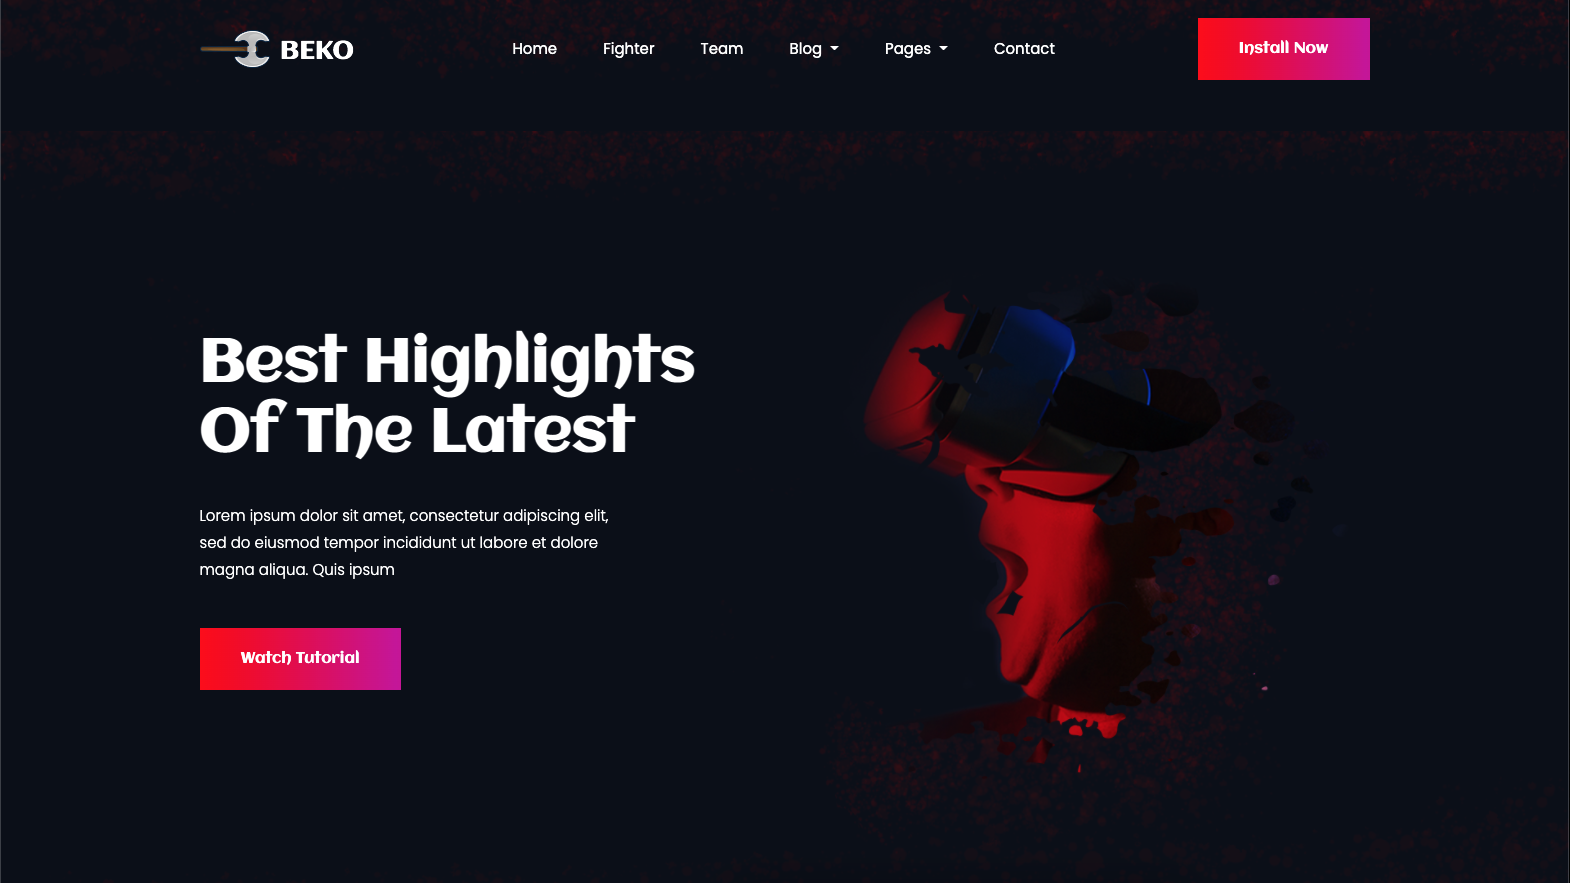 BEKO
Home
Fighter
Team
Blog
Pages
Contact
Install Now
Best Highlights
Of The Latest
Lorem ipsum dolor sit amet, consectetur adipiscing elit,
sed do eiusmod tempor incididunt ut labore et dolore
magna aliqua. Quis ipsum
Watch Tutorial